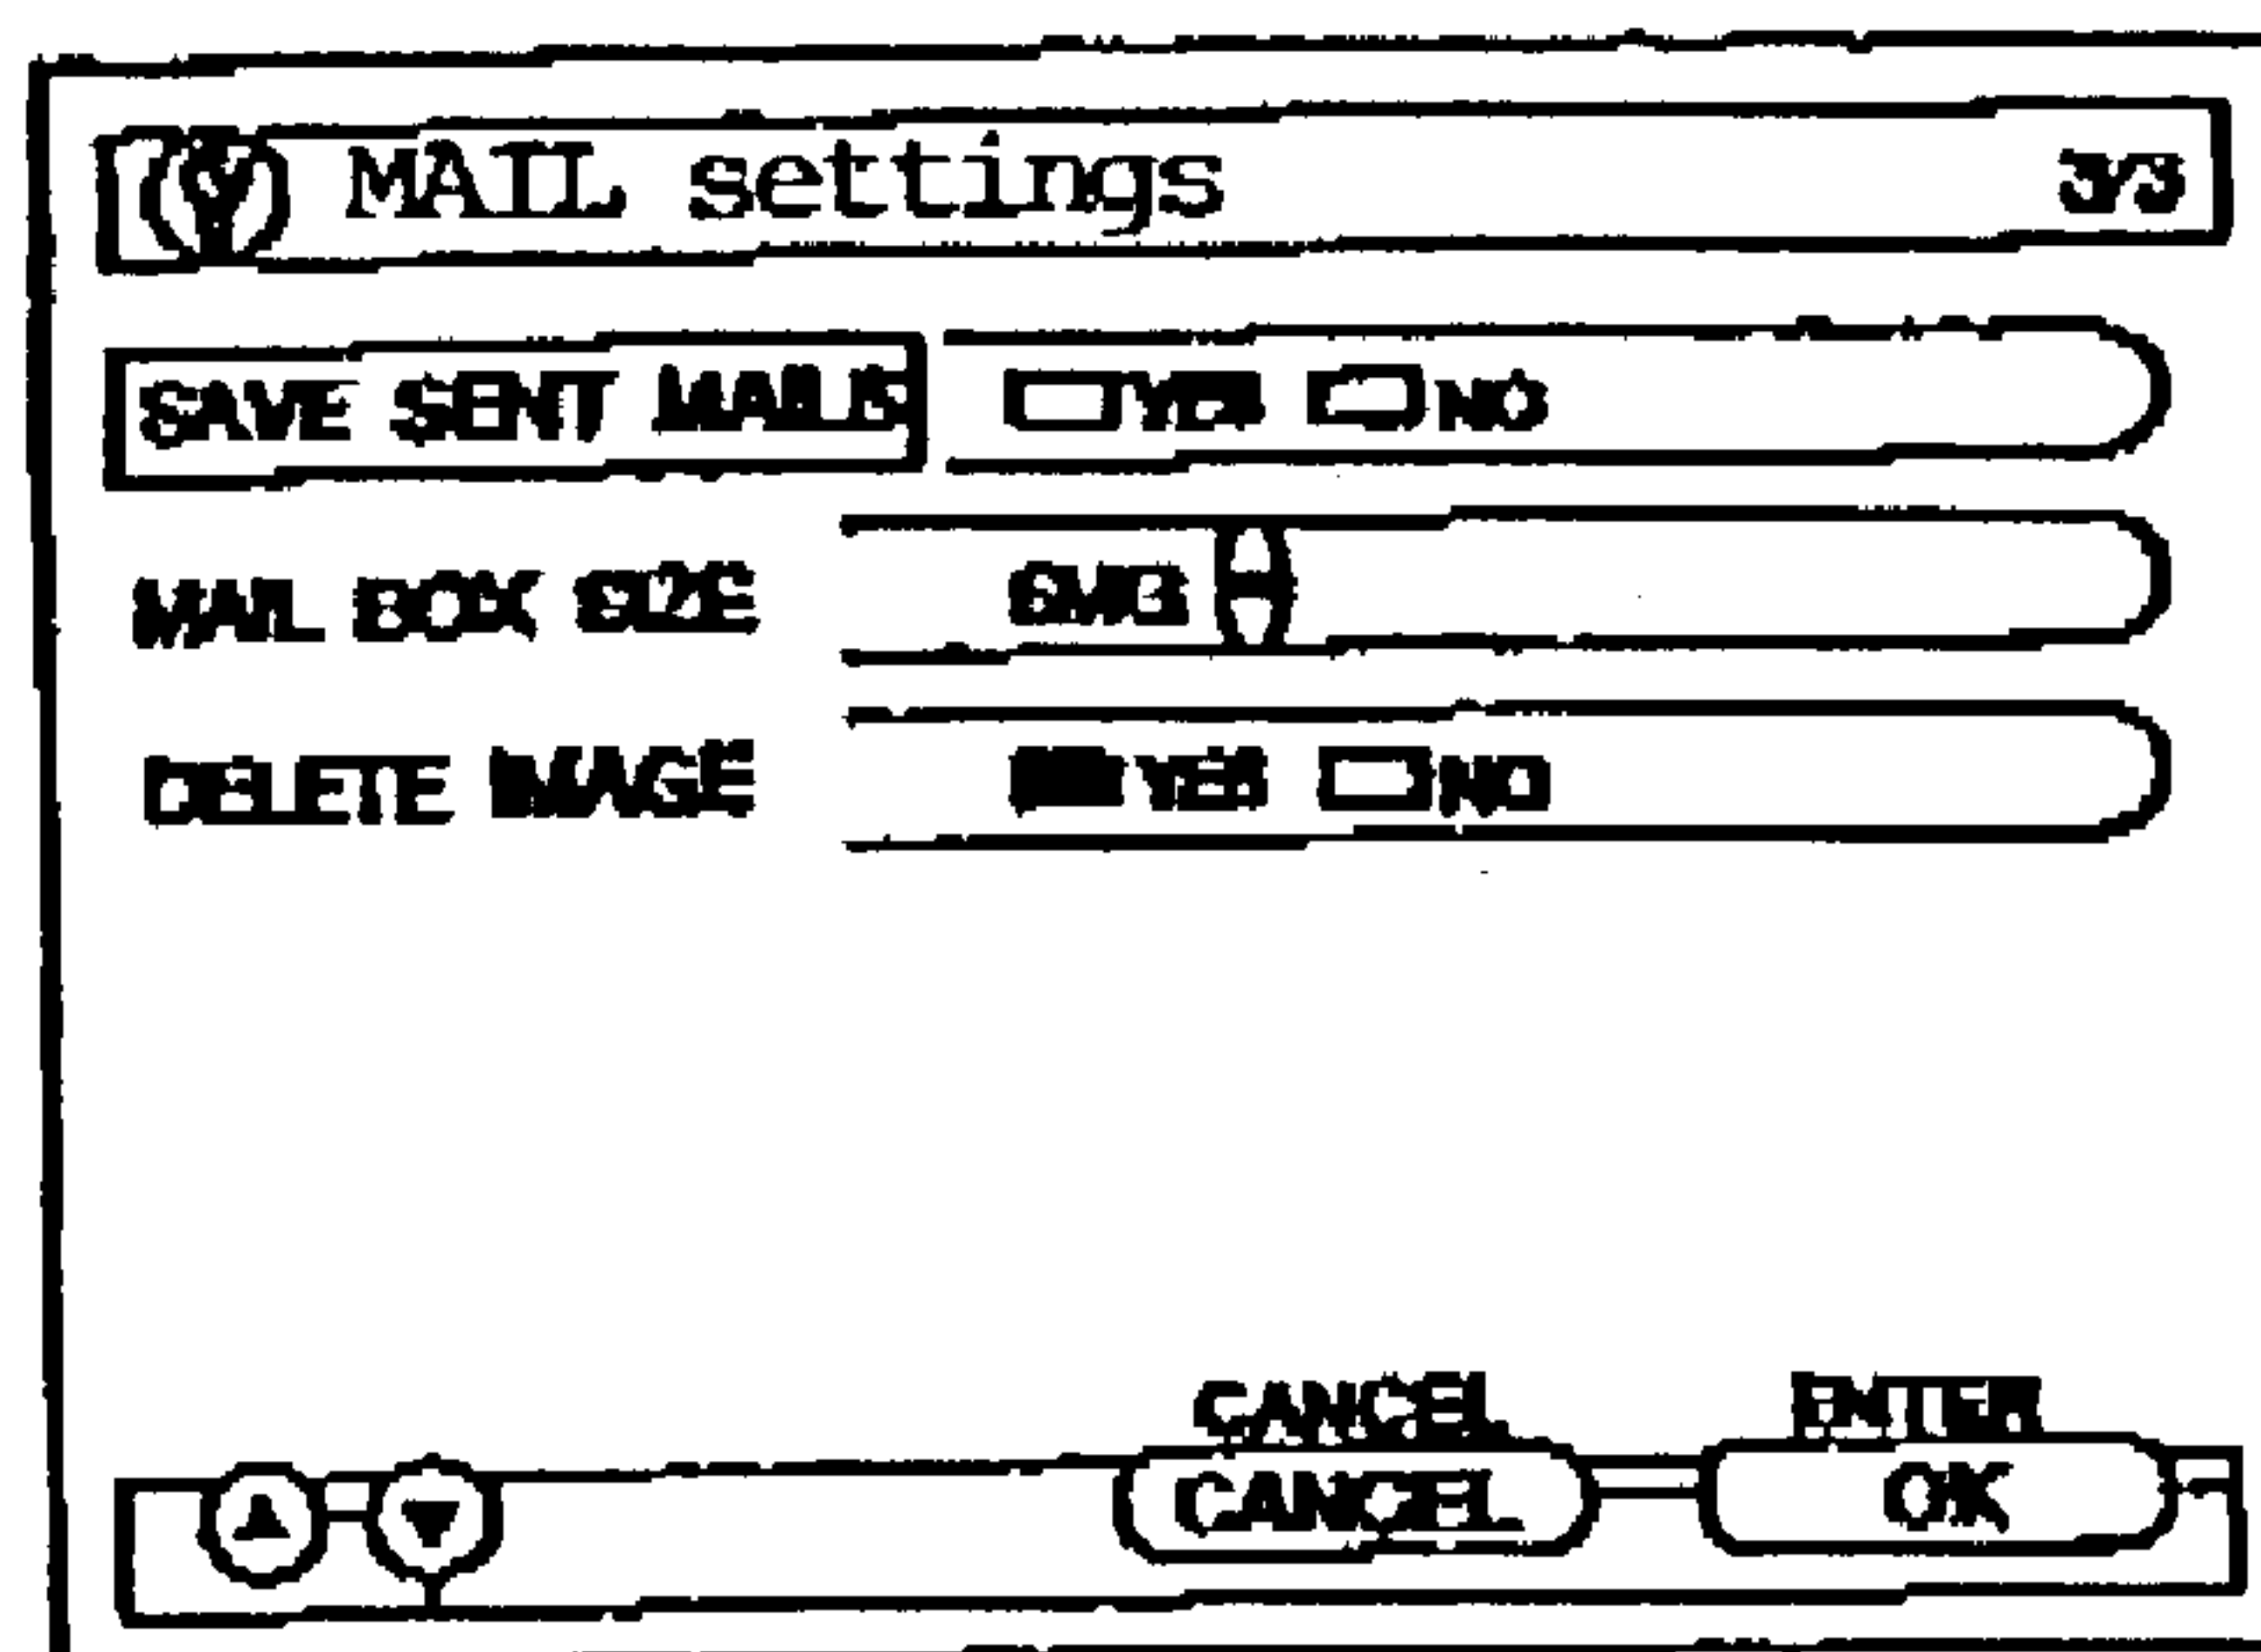 MAIL settings 3/3
SAVE SENT MAILS YES NO
MAIL BOX SIZE
DELETE IMAGE YES NO
CANCEL ENTER
CANCEL OK